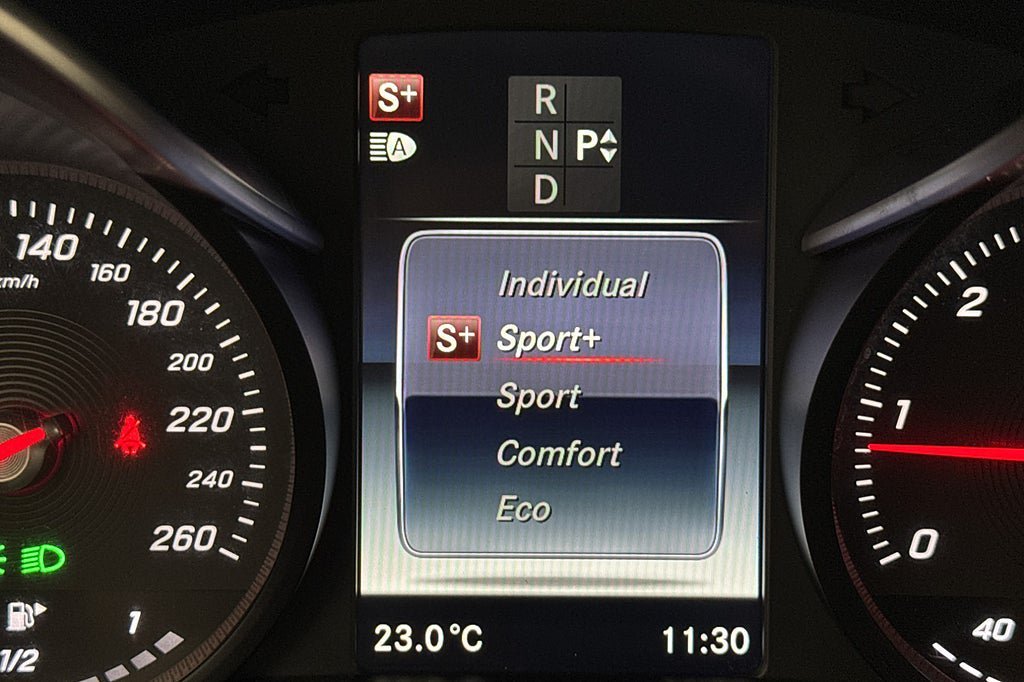 S+
A
R
N P
D
Individual
S+ Sport+
Sport
Comfort
Eco
23.0°C 11:30
140
km/h
160
180
200
220
240
260
1
1/2
2
1
0
40